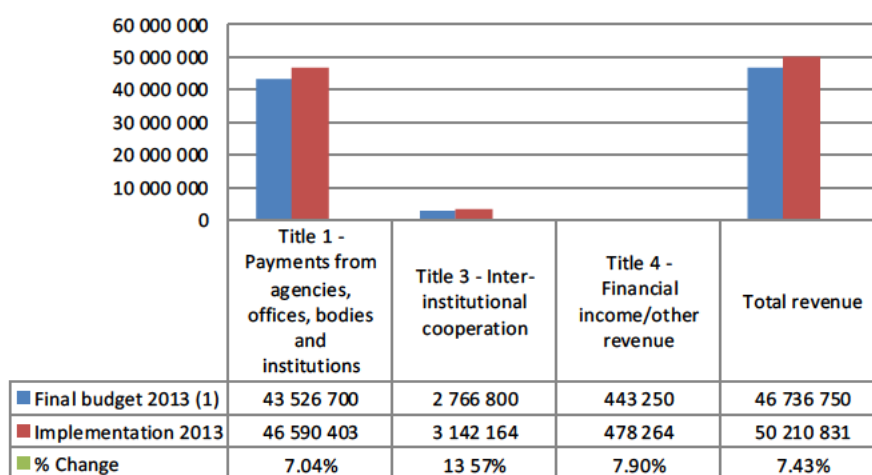 60 000 000
50 000 000
40 000 000
30 000 000
20 000 000
10 000 000
0
Title 1 -
Payments from
agencies,
offices, bodies
and
institutions
Title 3 - Inter-
institutional
cooperation
Title 4 -
Financial
income/other
revenue
Total revenue
Final budget 2013 (1) 43 526 700 2 766 800 443 250 46 736 750
Implementation 2013 46 590 403 3 142 164 478 264 50 210 831
% Change 7.04% 13 57% 7.90% 7.43%